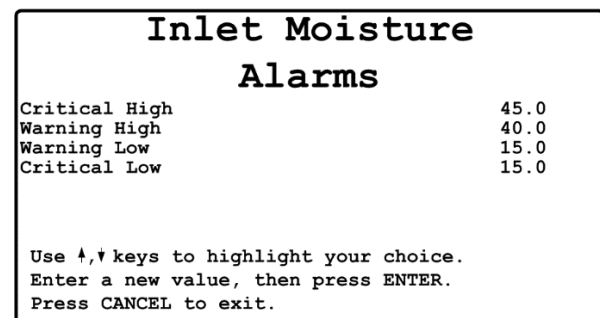 Inlet Moisture
Alarms
Critical High 45.0
Warning High 40.0
Warning Low 15.0
Critical Low 15.0
Use ↑,↓ keys to highlight your choice.
Enter a new value, then press ENTER.
Press CANCEL to exit.